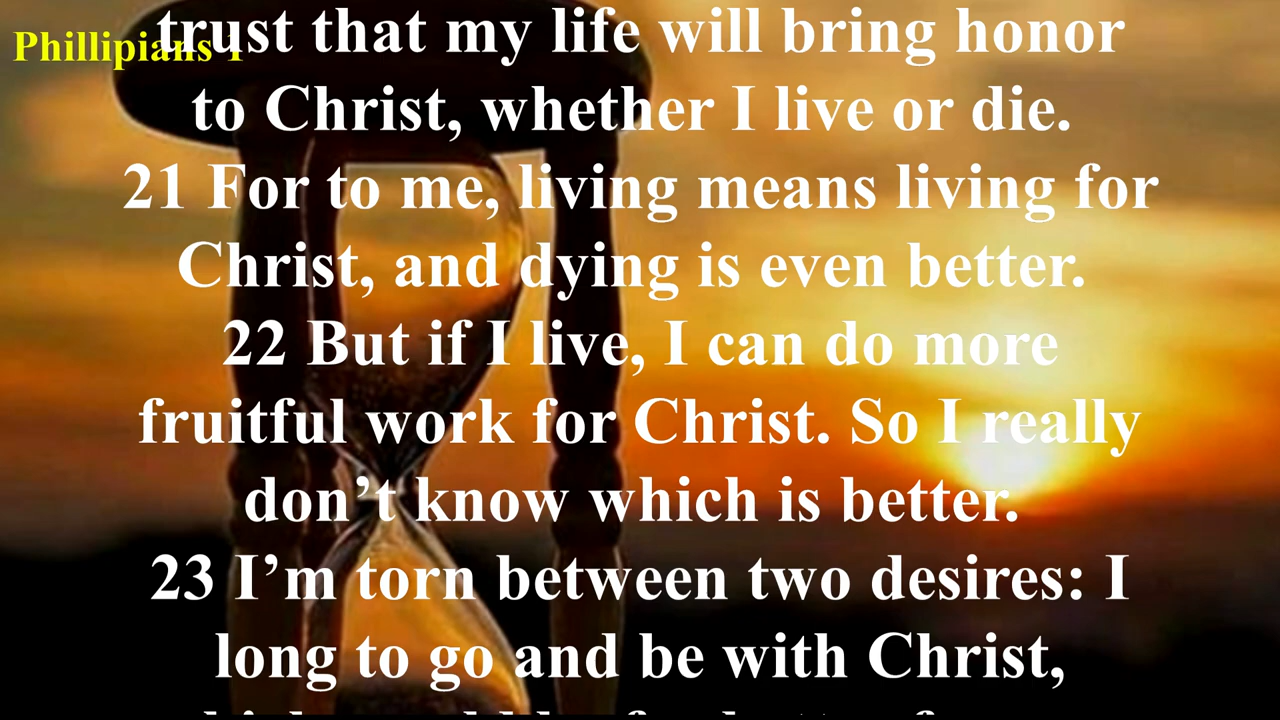 Phillipians 1
trust that my life will bring honor
to Christ, whether I live or die.
21 For to me, living means living for
Christ, and dying is even better.
22 But if I live, I can do more
fruitful work for Christ. So I really
don’t know which is better.
23 I’m torn between two desires: I
long to go and be with Christ,